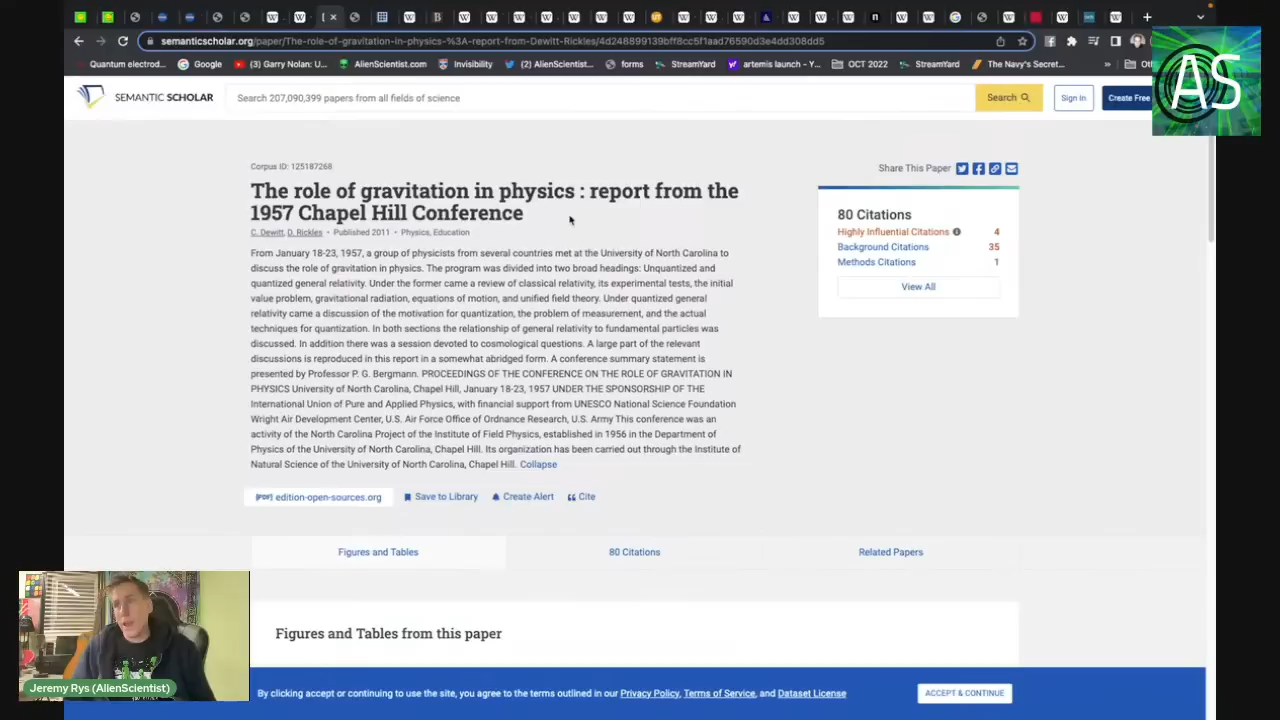 semanticscholar.org/paper/The-role-of-gravitation-in-physics-%3A-report-from-Dewitt-Rickles/4d248899139bff8cc5f1aad76590d3e4dd308dd5
Quantum electrod... Google (3) Garry Nolan: U... AlienScientist.com Invisibility (2) AlienScientist... forms StreamYard artemis launch - Y... OCT 2022 StreamYard The Navy's Secret... »
AS
SEMANTIC SCHOLAR
Search 207,090,399 papers from all fields of science
Search
Sign In
Create Free
Corpus ID: 125187268
The role of gravitation in physics : report from the
1957 Chapel Hill Conference
C. Dewitt, D. Rickles • Published 2011 • Physics, Education
From January 18-23, 1957, a group of physicists from several countries met at the University of North Carolina to
discuss the role of gravitation in physics. The program was divided into two broad headings: Unquantized and
quantized general relativity. Under the former came a review of classical relativity, its experimental tests, the initial
value problem, gravitational radiation, equations of motion, and unified field theory. Under quantized general
relativity came a discussion of the motivation for quantization, the problem of measurement, and the actual
techniques for quantization. In both sections the relationship of general relativity to fundamental particles was
discussed. In addition there was a session devoted to cosmological questions. A large part of the relevant
discussions is reproduced in this report in a somewhat abridged form. A conference summary statement is
presented by Professor P. G. Bergmann. PROCEEDINGS OF THE CONFERENCE ON THE ROLE OF GRAVITATION IN
PHYSICS University of North Carolina, Chapel Hill, January 18-23, 1957 UNDER THE SPONSORSHIP OF THE
International Union of Pure and Applied Physics, with financial support from UNESCO National Science Foundation
Wright Air Development Center, U.S. Air Force Office of Ordnance Research, U.S. Army This conference was an
activity of the North Carolina Project of the Institute of Field Physics, established in 1956 in the Department of
Physics of the University of North Carolina, Chapel Hill. Its organization has been carried out through the Institute of
Natural Science of the University of North Carolina, Chapel Hill. Collapse
[PDF] edition-open-sources.org
Save to Library
Create Alert
Cite
Share This Paper
80 Citations
Highly Influential Citations 4
Background Citations 35
Methods Citations 1
View All
Figures and Tables
80 Citations
Related Papers
Figures and Tables from this paper
By clicking accept or continuing to use the site, you agree to the terms outlined in our Privacy Policy, Terms of Service, and Dataset License
ACCEPT & CONTINUE
Jeremy Rys (AlienScientist)